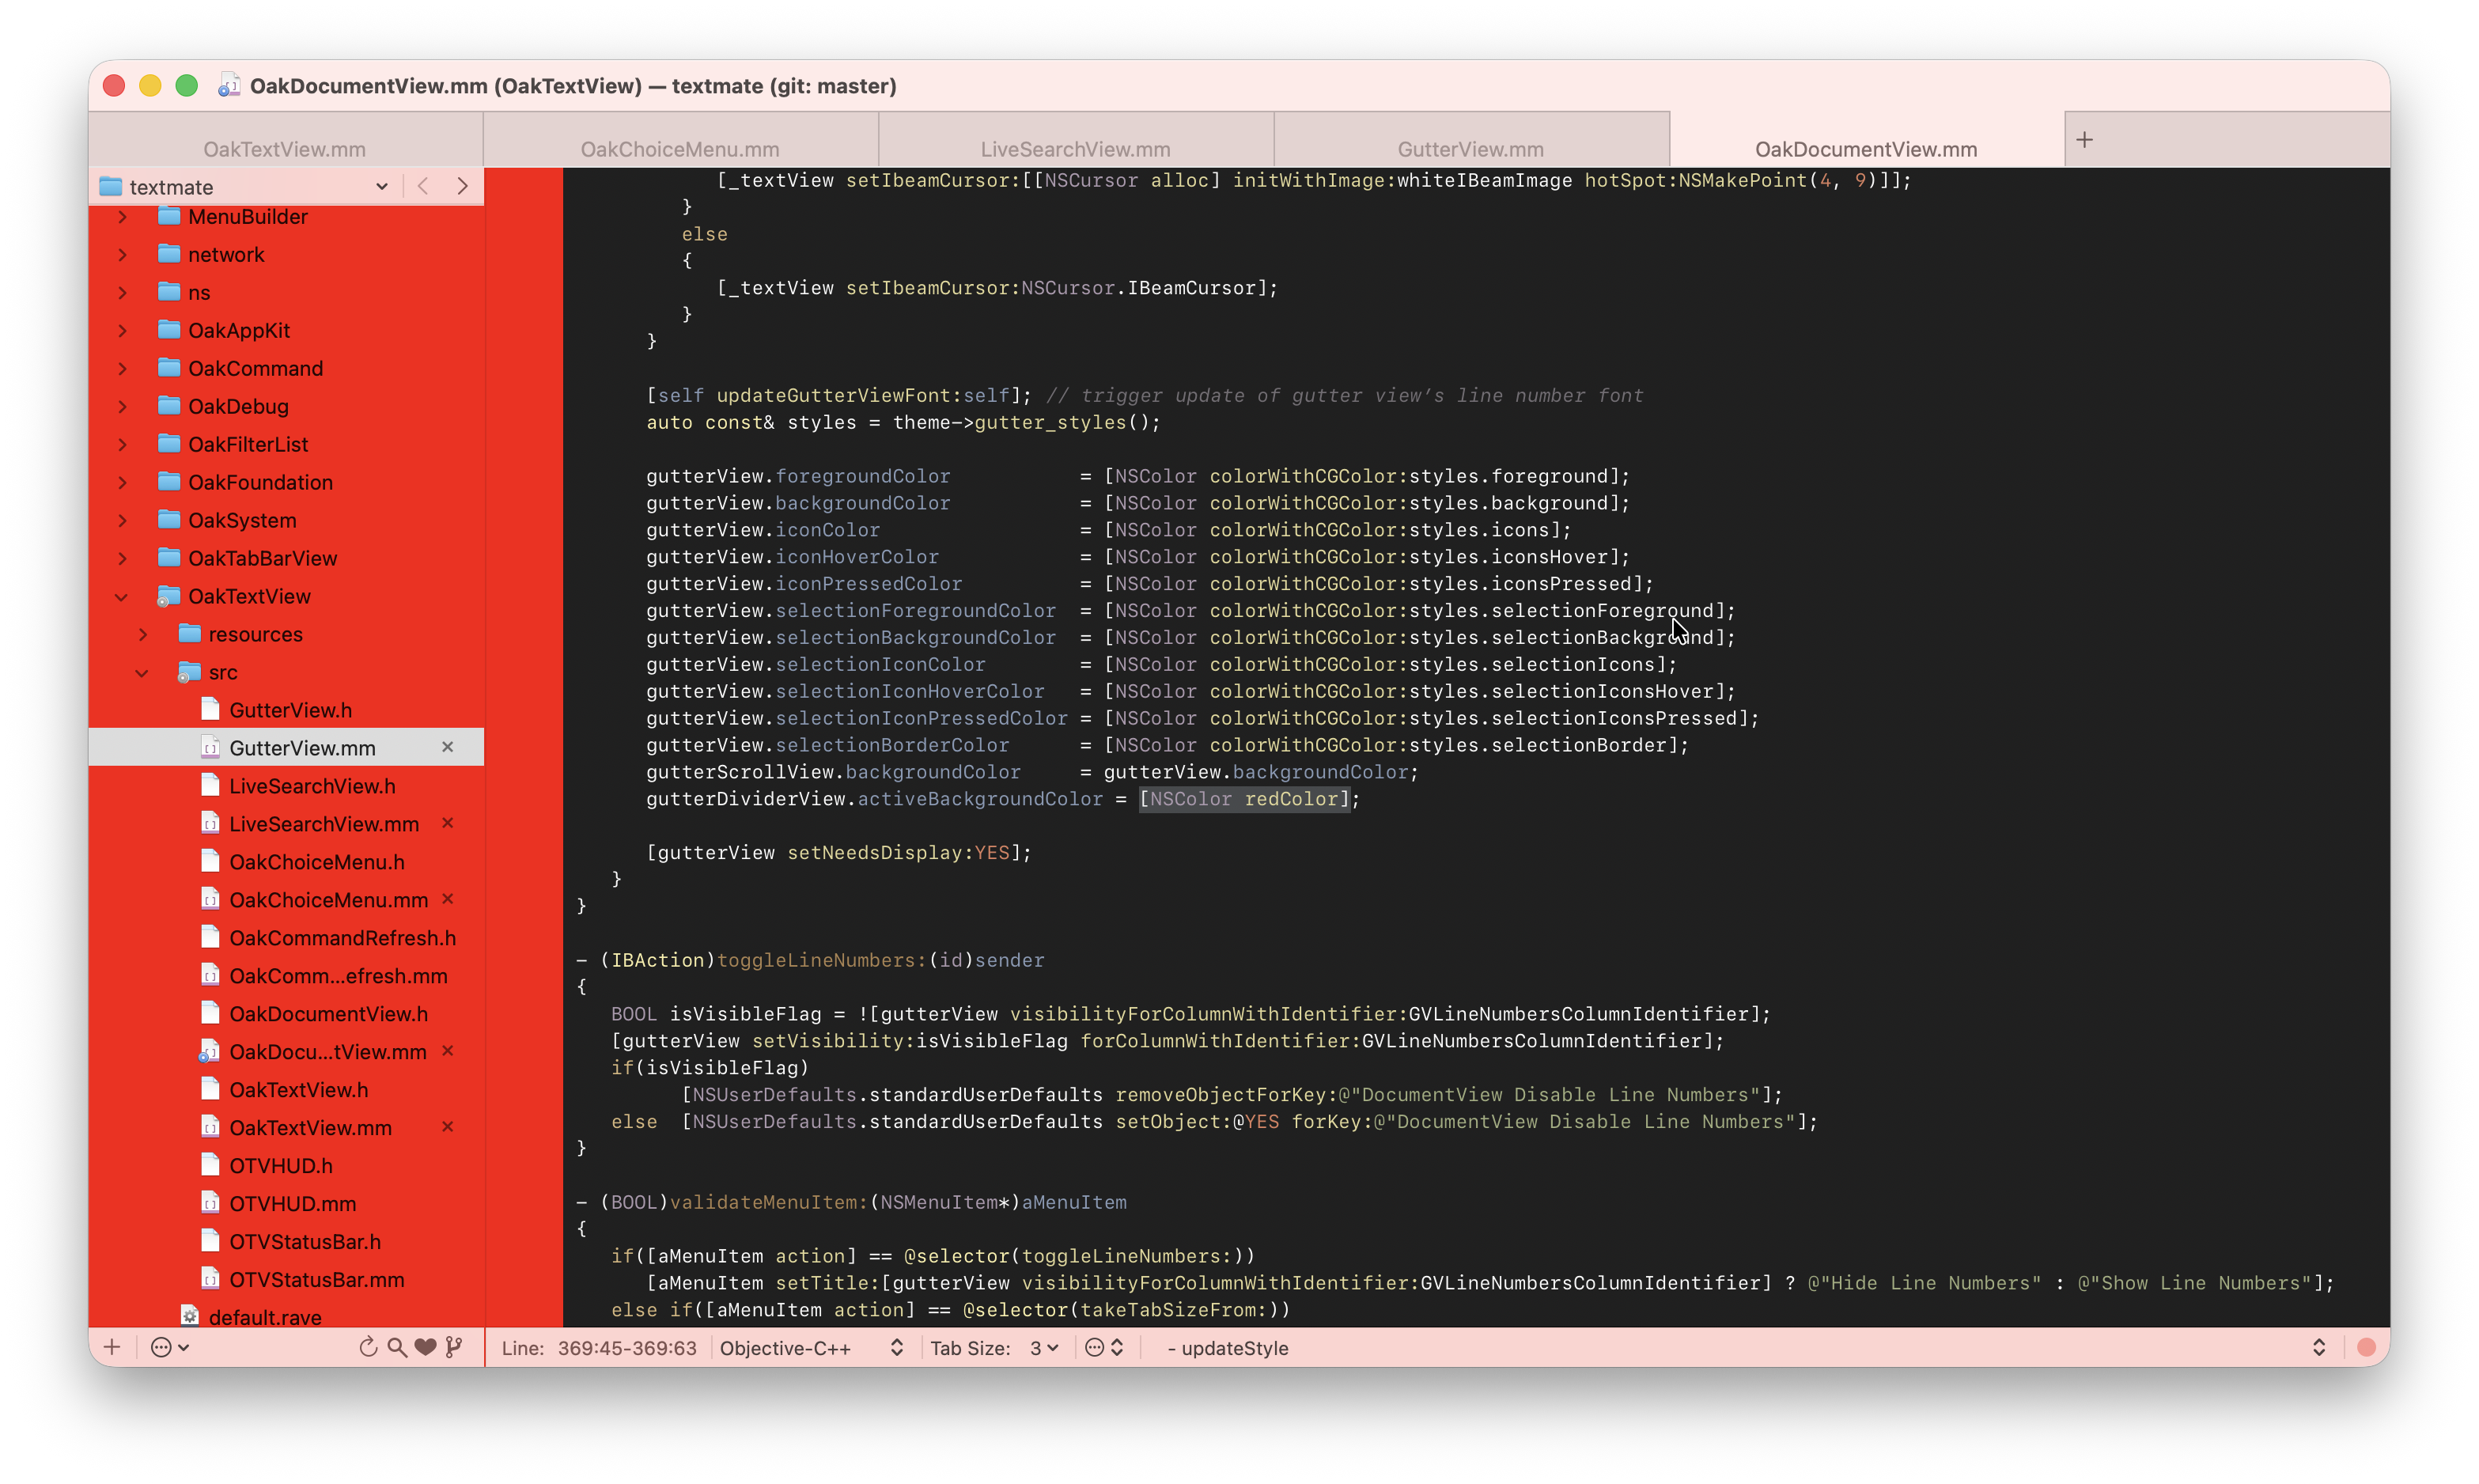 OakDocumentView.mm (OakTextView) — textmate (git: master)
OakTextView.mm
OakChoiceMenu.mm
LiveSearchView.mm
GutterView.mm
OakDocumentView.mm
textmate
MenuBuilder
network
ns
OakAppKit
OakCommand
OakDebug
OakFilterList
OakFoundation
OakSystem
OakTabBarView
OakTextView
resources
src
GutterView.h
GutterView.mm
LiveSearchView.h
LiveSearchView.mm
OakChoiceMenu.h
OakChoiceMenu.mm
OakCommandRefresh.h
OakComm...efresh.mm
OakDocumentView.h
OakDocu...tView.mm
OakTextView.h
OakTextView.mm
OTVHUD.h
OTVHUD.mm
OTVStatusBar.h
OTVStatusBar.mm
default.rave
[_textView setIbeamCursor:[[NSCursor alloc] initWithImage:whiteIBeamImage hotSpot:NSMakePoint(4, 9)]];
}
else
{
[_textView setIbeamCursor:NSCursor.IBeamCursor];
}
}
[self updateGutterViewFont:self]; // trigger update of gutter view’s line number font
auto const& styles = theme->gutter_styles();
gutterView.foregroundColor = [NSColor colorWithCGColor:styles.foreground];
gutterView.backgroundColor = [NSColor colorWithCGColor:styles.background];
gutterView.iconColor = [NSColor colorWithCGColor:styles.icons];
gutterView.iconHoverColor = [NSColor colorWithCGColor:styles.iconsHover];
gutterView.iconPressedColor = [NSColor colorWithCGColor:styles.iconsPressed];
gutterView.selectionForegroundColor = [NSColor colorWithCGColor:styles.selectionForeground];
gutterView.selectionBackgroundColor = [NSColor colorWithCGColor:styles.selectionBackground];
gutterView.selectionIconColor = [NSColor colorWithCGColor:styles.selectionIcons];
gutterView.selectionIconHoverColor = [NSColor colorWithCGColor:styles.selectionIconsHover];
gutterView.selectionIconPressedColor = [NSColor colorWithCGColor:styles.selectionIconsPressed];
gutterView.selectionBorderColor = [NSColor colorWithCGColor:styles.selectionBorder];
gutterScrollView.backgroundColor = gutterView.backgroundColor;
gutterDividerView.activeBackgroundColor = [NSColor redColor];
[gutterView setNeedsDisplay:YES];
}
}
- (IBAction)toggleLineNumbers:(id)sender
{
BOOL isVisibleFlag = ![gutterView visibilityForColumnWithIdentifier:GVLineNumbersColumnIdentifier];
[gutterView setVisibility:isVisibleFlag forColumnWithIdentifier:GVLineNumbersColumnIdentifier];
if(isVisibleFlag)
[NSUserDefaults.standardUserDefaults removeObjectForKey:@"DocumentView Disable Line Numbers"];
else [NSUserDefaults.standardUserDefaults setObject:@YES forKey:@"DocumentView Disable Line Numbers"];
}
- (BOOL)validateMenuItem:(NSMenuItem*)aMenuItem
{
if([aMenuItem action] == @selector(toggleLineNumbers:))
[aMenuItem setTitle:[gutterView visibilityForColumnWithIdentifier:GVLineNumbersColumnIdentifier] ? @"Hide Line Numbers" : @"Show Line Numbers"];
else if([aMenuItem action] == @selector(takeTabSizeFrom:))
Line: 369:45-369:63
Objective-C++
Tab Size: 3
- updateStyle